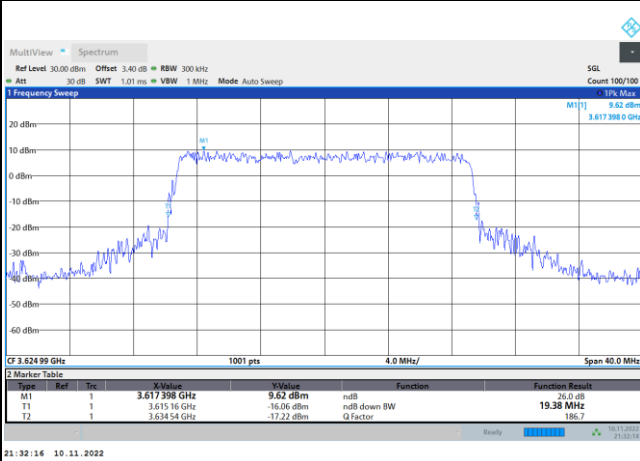 MultiView Spectrum
Ref Level 30.00 dBm Offset 3.40 dB RBW 300 kHz SGL
Att 30 dB SWT 1.01 ms VBW 1 MHz Mode Auto Sweep Count 100/100
1 Frequency Sweep 1Pk Max
M1[1] 9.62 dBm
3.617 398 0 GHz
20 dBm
M1
10 dBm
0 dBm
-10 dBm
-20 dBm
-30 dBm
-40 dBm
-50 dBm
-60 dBm
CF 3.624 99 GHz 1001 pts 4.0 MHz/ Span 40.0 MHz
2 Marker Table
Type Ref Trc X-Value Y-Value Function Function Result
M1 1 3.617 398 GHz 9.62 dBm ndB 26.0 dB
T1 1 3.615 16 GHz -16.06 dBm ndB down BW 19.38 MHz
T2 1 3.634 54 GHz -17.22 dBm Q Factor 186.7
Ready 10.11.2022
21:32:14
21:32:16 10.11.2022